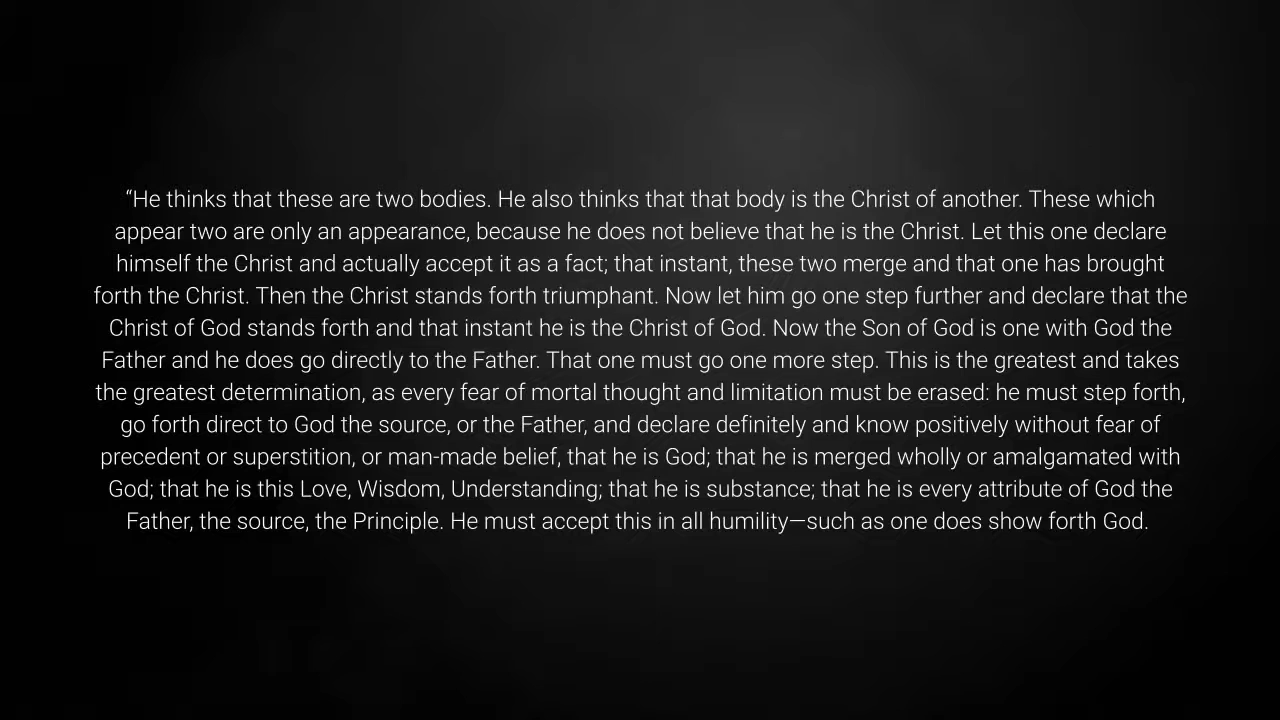 “He thinks that these are two bodies. He also thinks that that body is the Christ of another. These which
appear two are only an appearance, because he does not believe that he is the Christ. Let this one declare
himself the Christ and actually accept it as a fact; that instant, these two merge and that one has brought
forth the Christ. Then the Christ stands forth triumphant. Now let him go one step further and declare that the
Christ of God stands forth and that instant he is the Christ of God. Now the Son of God is one with God the
Father and he does go directly to the Father. That one must go one more step. This is the greatest and takes
the greatest determination, as every fear of mortal thought and limitation must be erased: he must step forth,
go forth direct to God the source, or the Father, and declare definitely and know positively without fear of
precedent or superstition, or man-made belief, that he is God; that he is merged wholly or amalgamated with
God; that he is this Love, Wisdom, Understanding; that he is substance; that he is every attribute of God the
Father, the source, the Principle. He must accept this in all humility—such as one does show forth God.